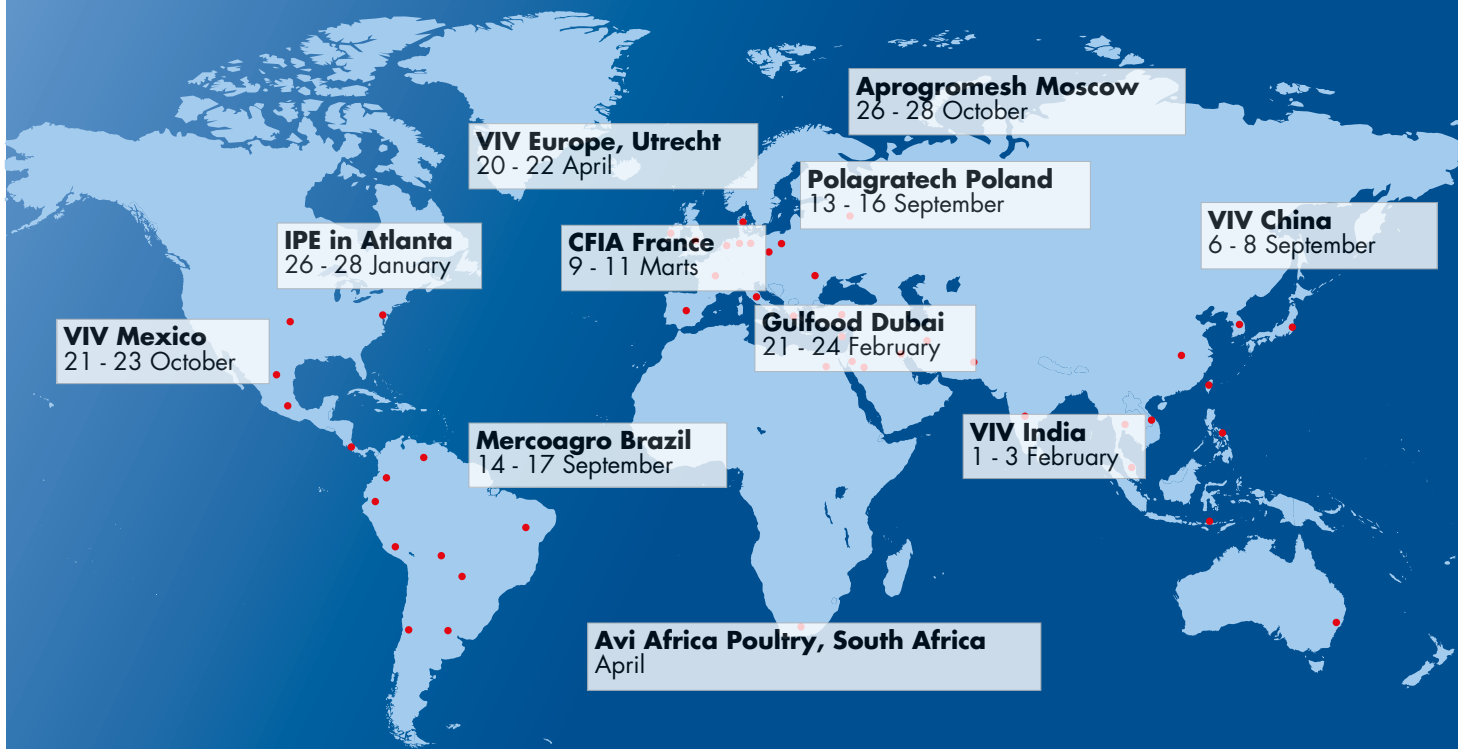 Aprogromesh Moscow
26 - 28 October
VIV Europe, Utrecht
20 - 22 April
Polagratech Poland
13 - 16 September
VIV China
6 - 8 September
IPE in Atlanta
26 - 28 January
CFIA France
9 - 11 Marts
VIV Mexico
21 - 23 October
Gulfood Dubai
21 - 24 February
Mercoagro Brazil
14 - 17 September
VIV India
1 - 3 February
Avi Africa Poultry, South Africa
April